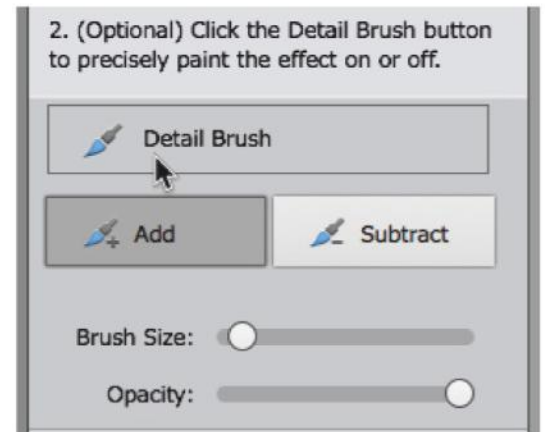 2. (Optional) Click the Detail Brush button
to precisely paint the effect on or off.
Detail Brush
Add
Subtract
Brush Size:
Opacity: